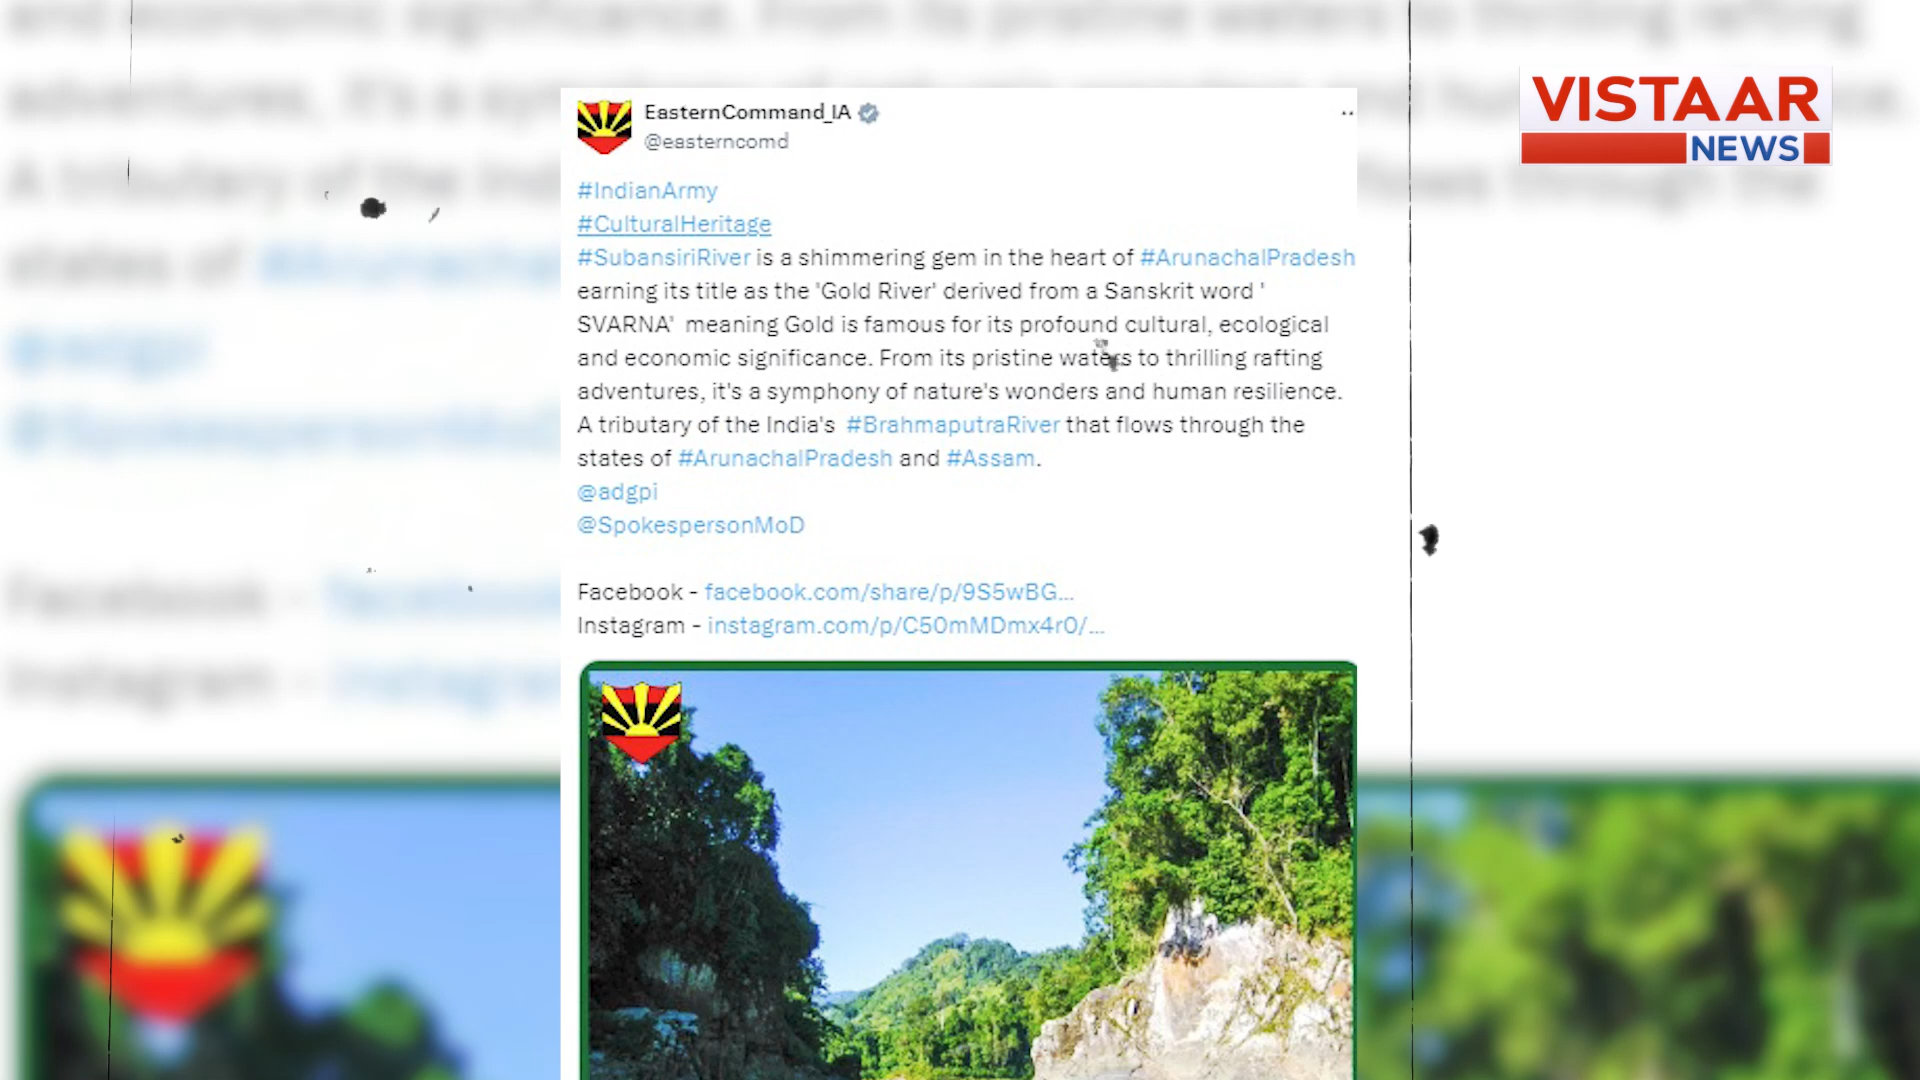 VISTAAR
NEWS
EasternCommand_IA
@easterncomd
#IndianArmy
#CulturalHeritage
#SubansiriRiver is a shimmering gem in the heart of #ArunachalPradesh
earning its title as the 'Gold River' derived from a Sanskrit word '
SVARNA'  meaning Gold is famous for its profound cultural, ecological
and economic significance. From its pristine waters to thrilling rafting
adventures, it's a symphony of nature's wonders and human resilience.
A tributary of the India's  #BrahmaputraRiver that flows through the
states of #ArunachalPradesh and #Assam.
@adgpi
@SpokespersonMoD
Facebook - facebook.com/share/p/9S5wBG...
Instagram - instagram.com/p/C50mMDmx4r0/...